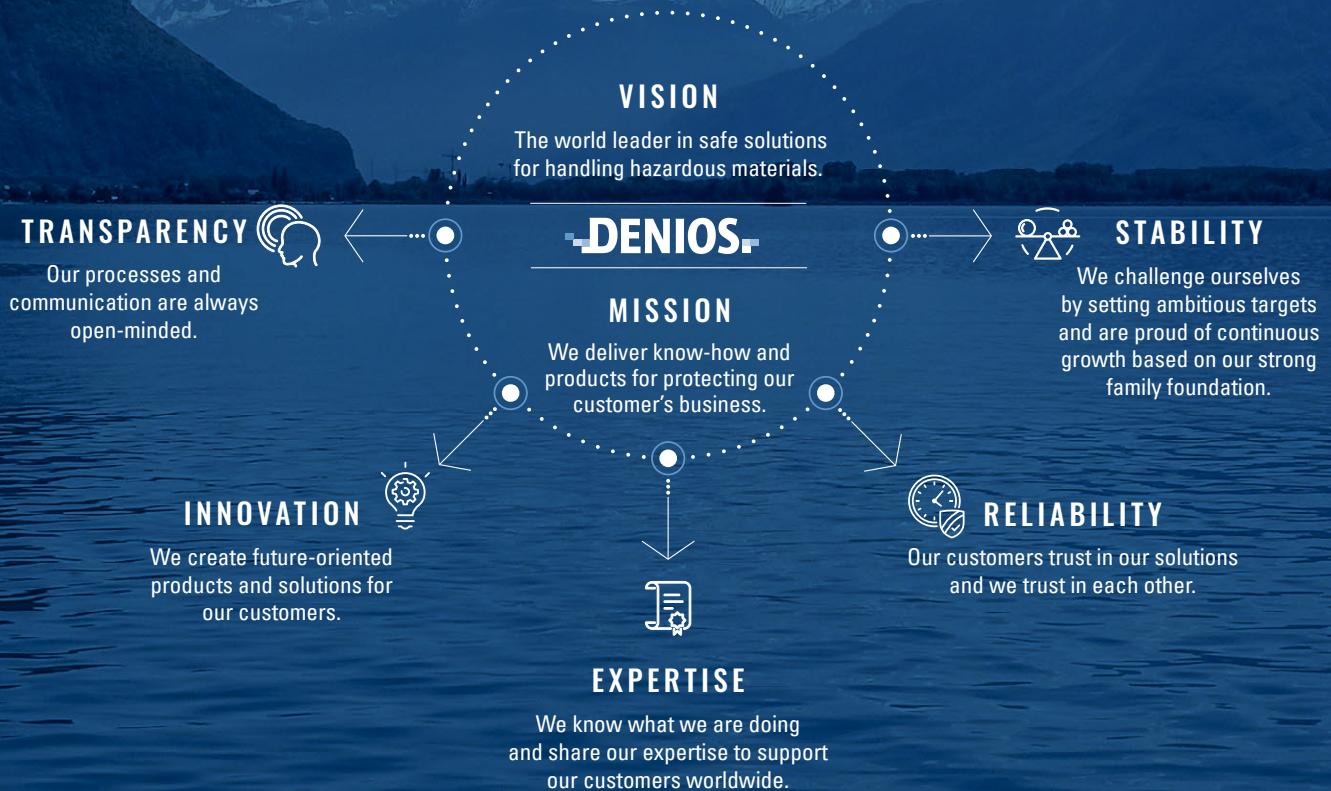 VISION
The world leader in safe solutions
for handling hazardous materials.
DENIOS.
MISSION
We deliver know-how and
products for protecting our
customer's business.
TRANSPARENCY
Our processes and
communication are always
open-minded.
STABILITY
We challenge ourselves
by setting ambitious targets
and are proud of continuous
growth based on our strong
family foundation.
INNOVATION
We create future-oriented
products and solutions for
our customers.
RELIABILITY
Our customers trust in our solutions
and we trust in each other.
EXPERTISE
We know what we are doing
and share our expertise to support
our customers worldwide.